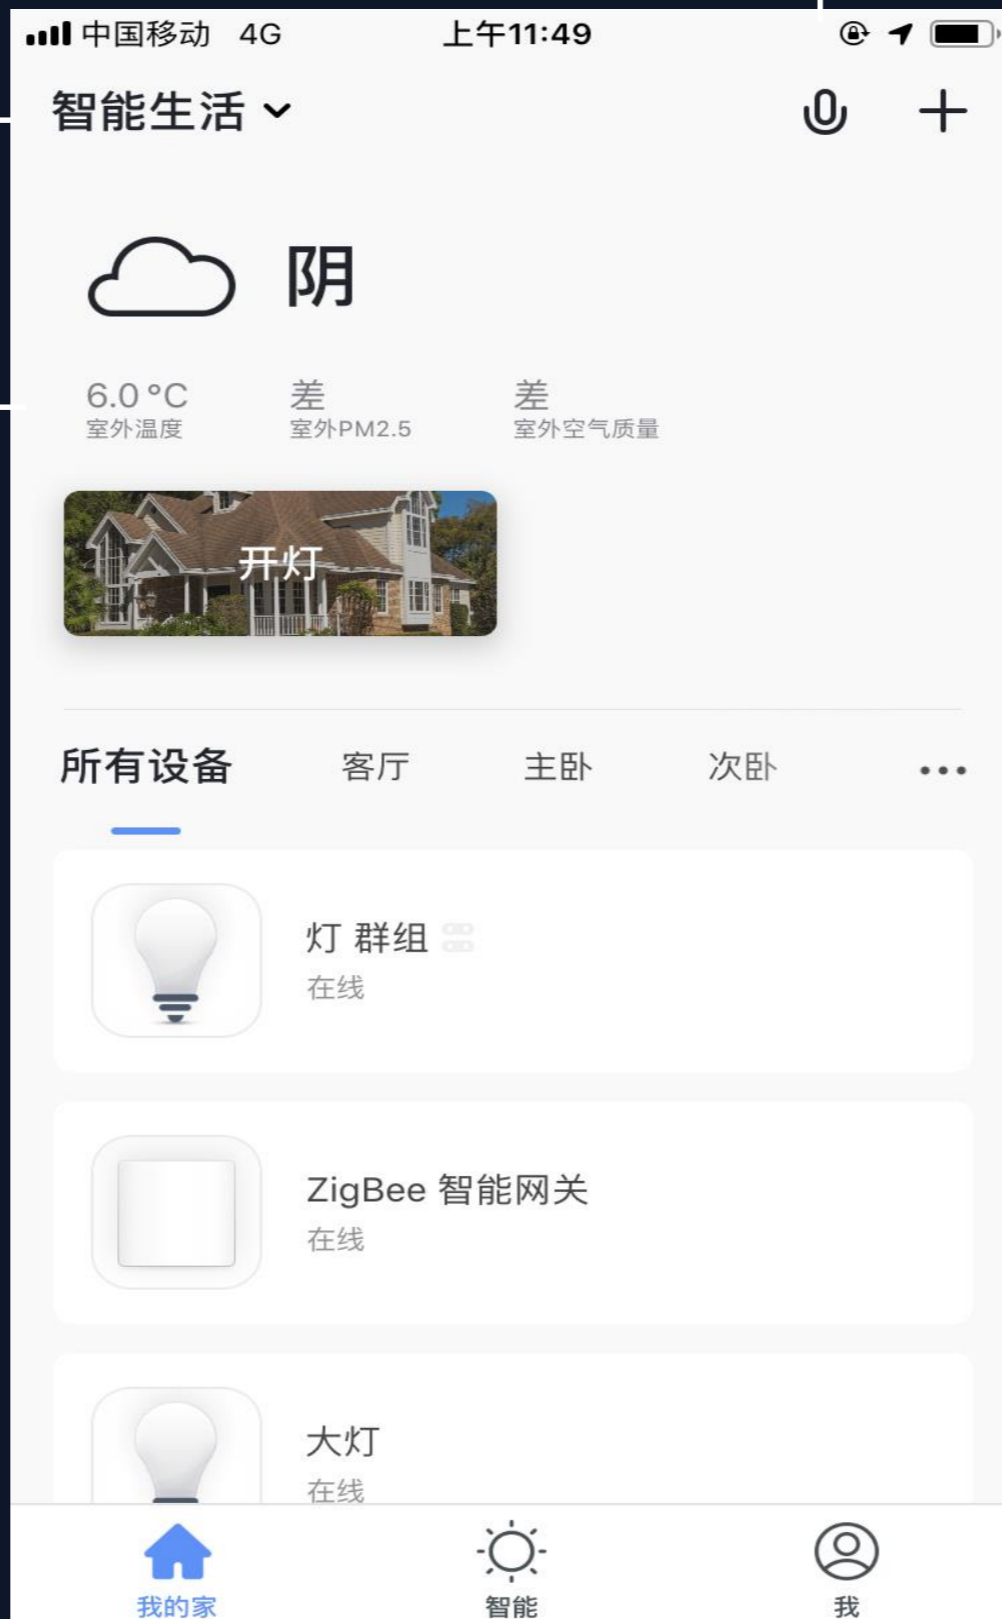 中国移动 4G 上午11:49
智能生活
阴
6.0°C 差 差
室外温度 室外PM2.5 室外空气质量
开灯
所有设备 客厅 主卧 次卧
灯 群组
在线
ZigBee 智能网关
在线
大灯
在线
我的家 智能 我